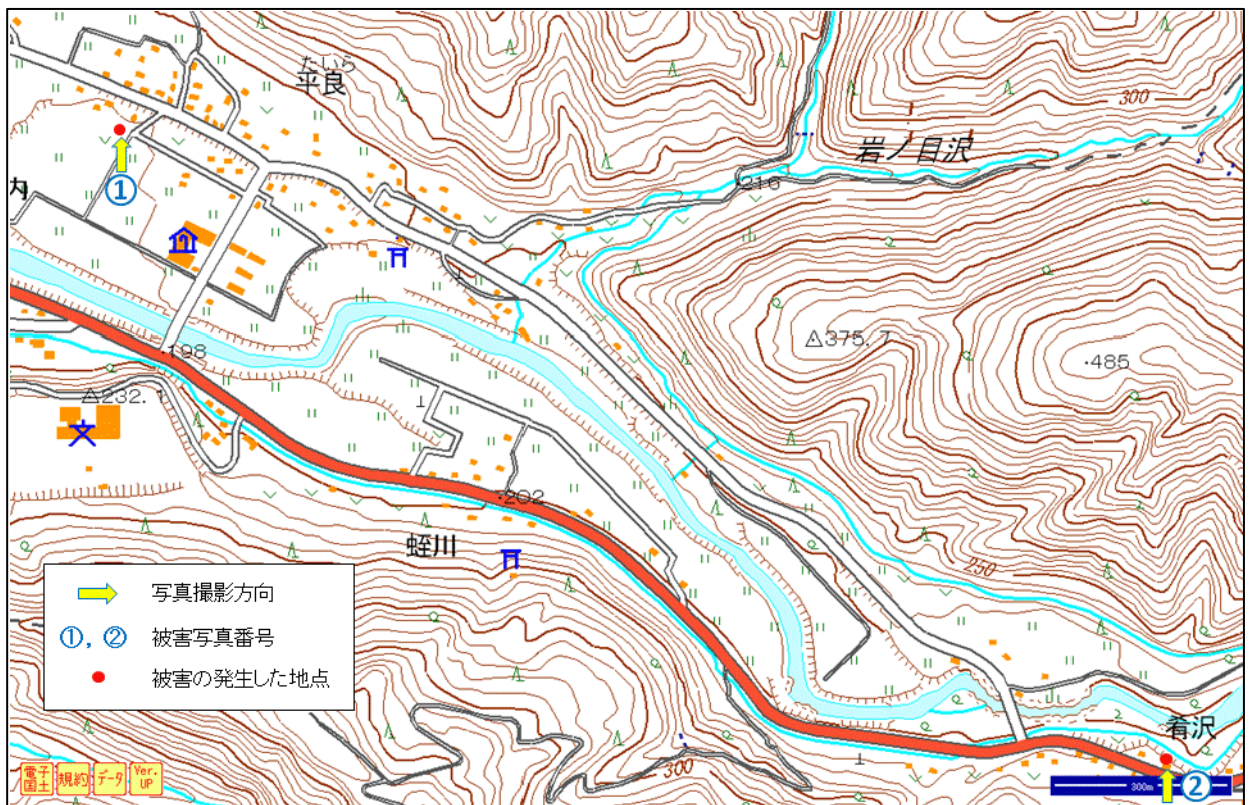 たいら
平良
300
岩ノ目沢
①
内
216
375.7
485
198
232.1
202
蛭川
250
写真撮影方向
①,② 被害写真番号
被害の発生した地点
肴沢
300
電子国土
規約
データ
Ver.UP
300m
②